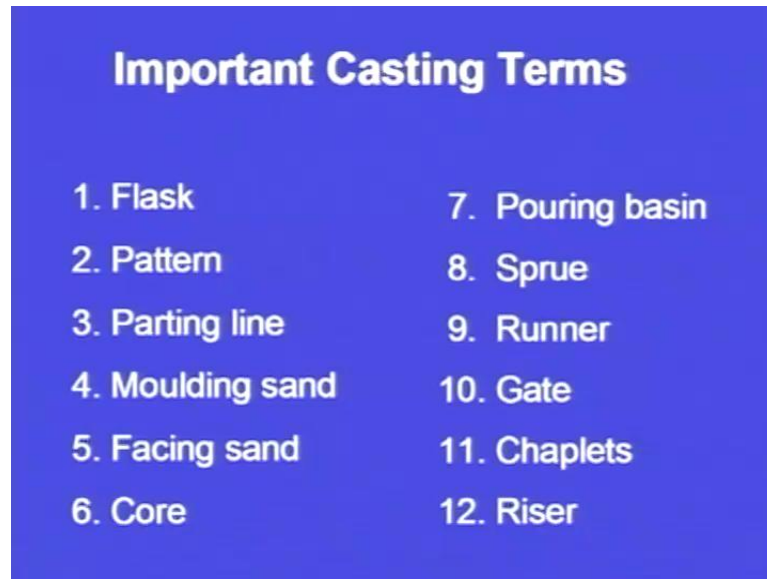 Important Casting Terms
1. Flask
2. Pattern
3. Parting line
4. Moulding sand
5. Facing sand
6. Core
7. Pouring basin
8. Sprue
9. Runner
10. Gate
11. Chaplets
12. Riser